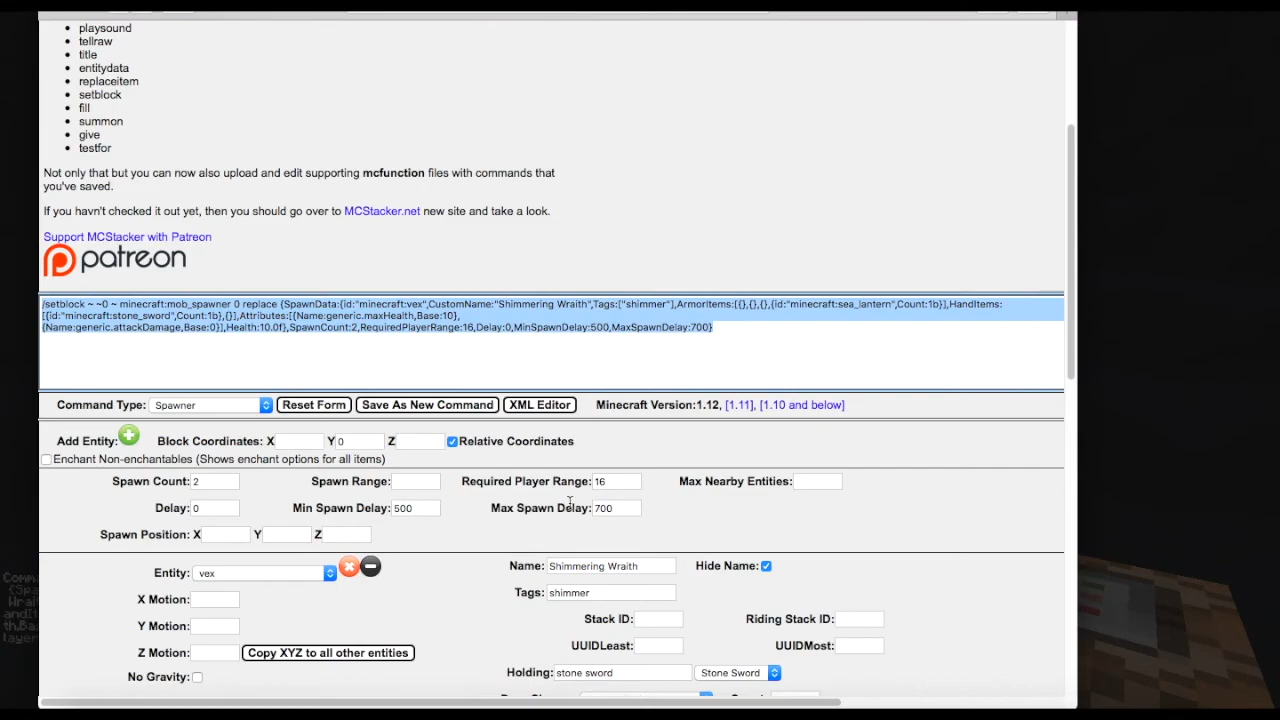 playsound
tellraw
title
entitydata
replaceitem
setblock
fill
summon
give
testfor
Not only that but you can now also upload and edit supporting mcfunction files with commands that
you've saved.
If you havn't checked it out yet, then you should go over to MCStacker.net new site and take a look.
Support MCStacker with Patreon
patreon
/setblock ~ ~0 ~ minecraft:mob_spawner 0 replace {SpawnData:{id:"minecraft:vex",CustomName:"Shimmering Wraith",Tags:["shimmer"],ArmorItems:[{},{},{},{id:"minecraft:sea_lantern",Count:1b}],HandItems:
[{id:"minecraft:stone_sword",Count:1b},{}],Attributes:[{Name:generic.maxHealth,Base:10},
{Name:generic.attackDamage,Base:0}],Health:10.0f},SpawnCount:2,RequiredPlayerRange:16,Delay:0,MinSpawnDelay:500,MaxSpawnDelay:700}
Command Type: Spawner Reset Form Save As New Command XML Editor Minecraft Version:1.12, [1.11], [1.10 and below]
Add Entity: Block Coordinates: X Y 0 Z Relative Coordinates
Enchant Non-enchantables (Shows enchant options for all items)
Spawn Count: 2 Spawn Range: Required Player Range: 16 Max Nearby Entities:
Delay: 0 Min Spawn Delay: 500 Max Spawn Delay: 700
Spawn Position: X Y Z
Entity: vex Name: Shimmering Wraith Hide Name:
Tags: shimmer
X Motion: Stack ID: Riding Stack ID:
Y Motion: UUIDLeast: UUIDMost:
Z Motion: Copy XYZ to all other entities
Holding: stone sword Stone Sword
No Gravity: